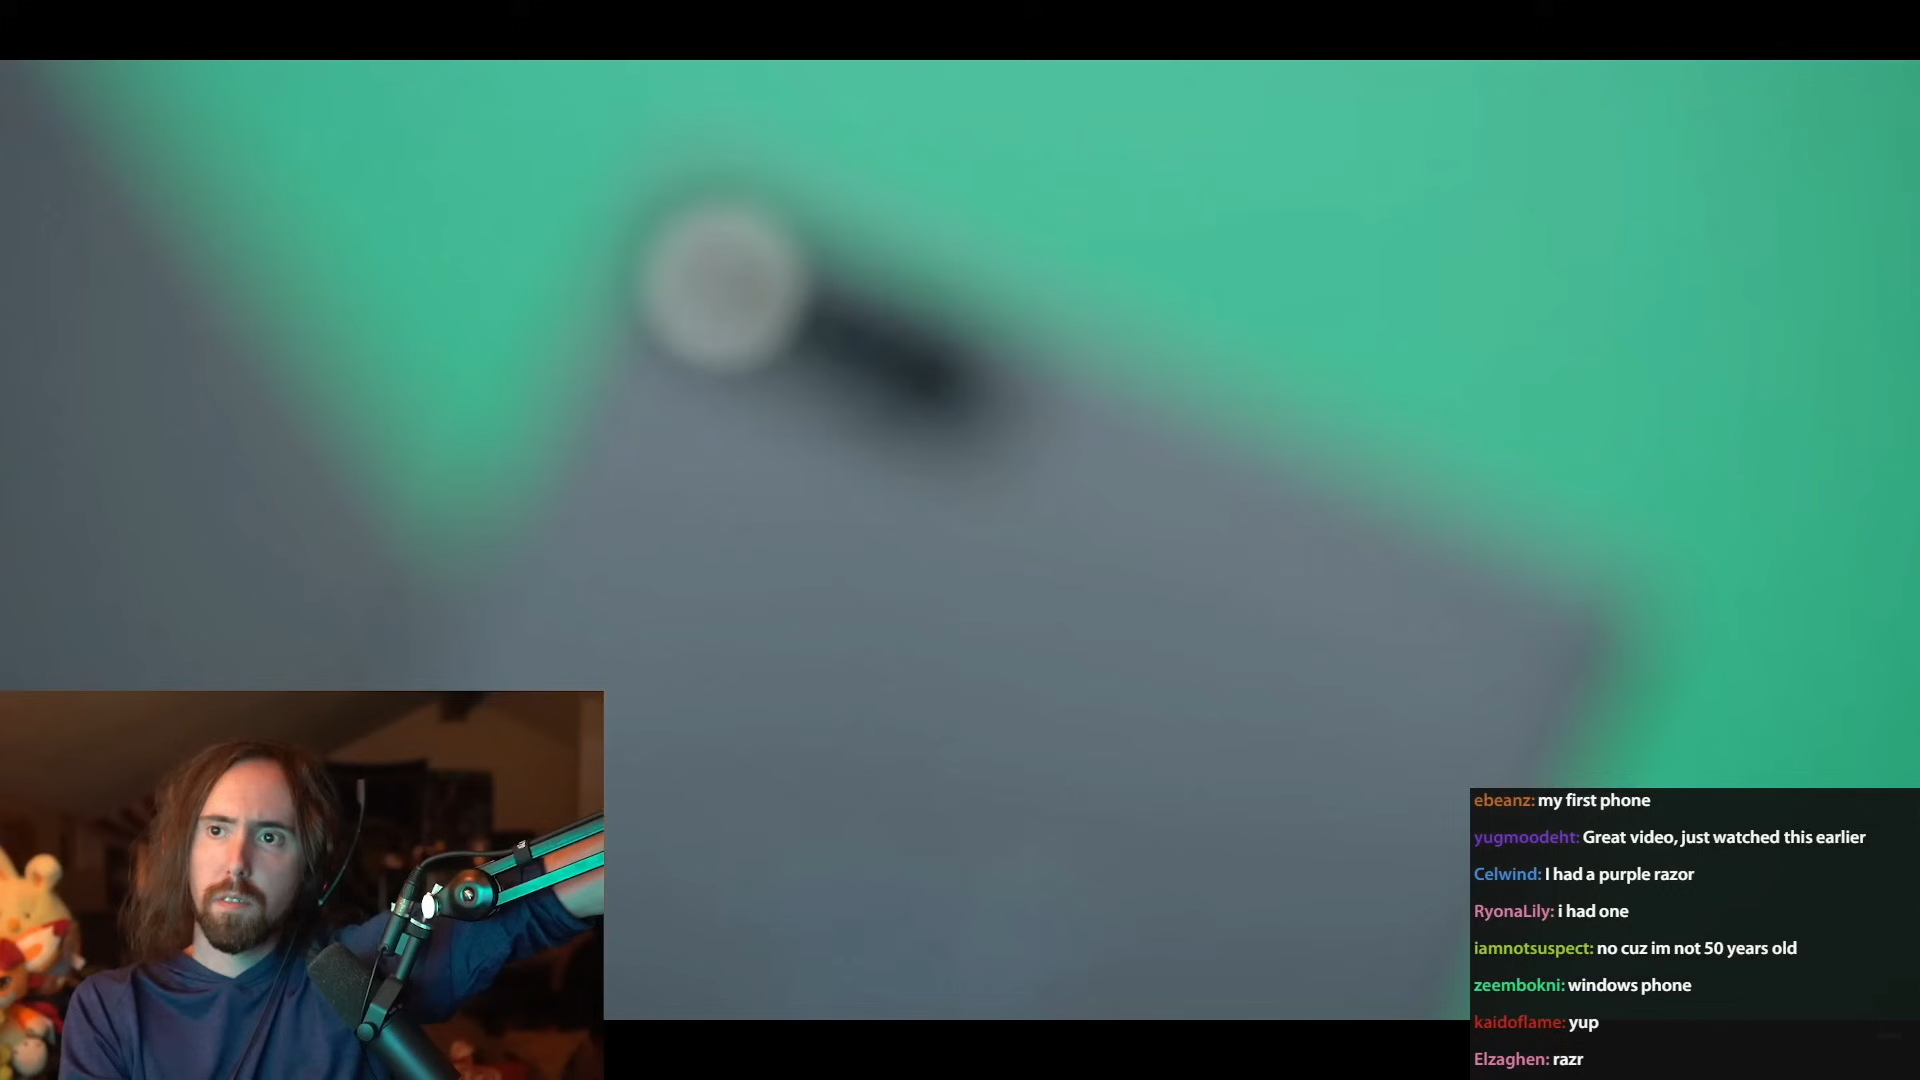 ebeanz: my first phone
yugmoodeht: Great video, just watched this earlier
Celwind: I had a purple razor
RyonaLily: i had one
iamnotsuspect: no cuz im not 50 years old
zeembokni: windows phone
kaidoflame: yup
Elzaghen: razr